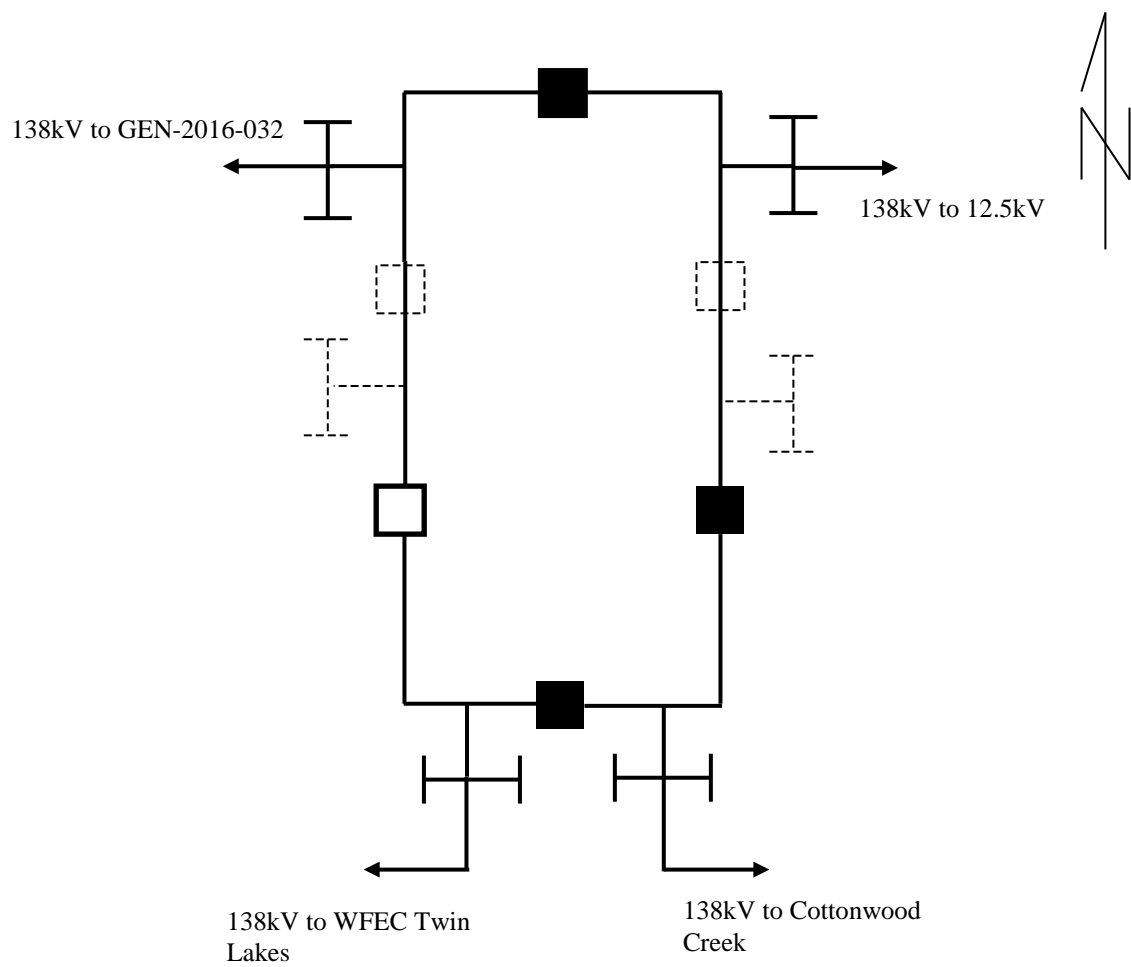 138kV to GEN-2016-032
N
138kV to 12.5kV
138kV to WFEC Twin
Lakes
138kV to Cottonwood
Creek